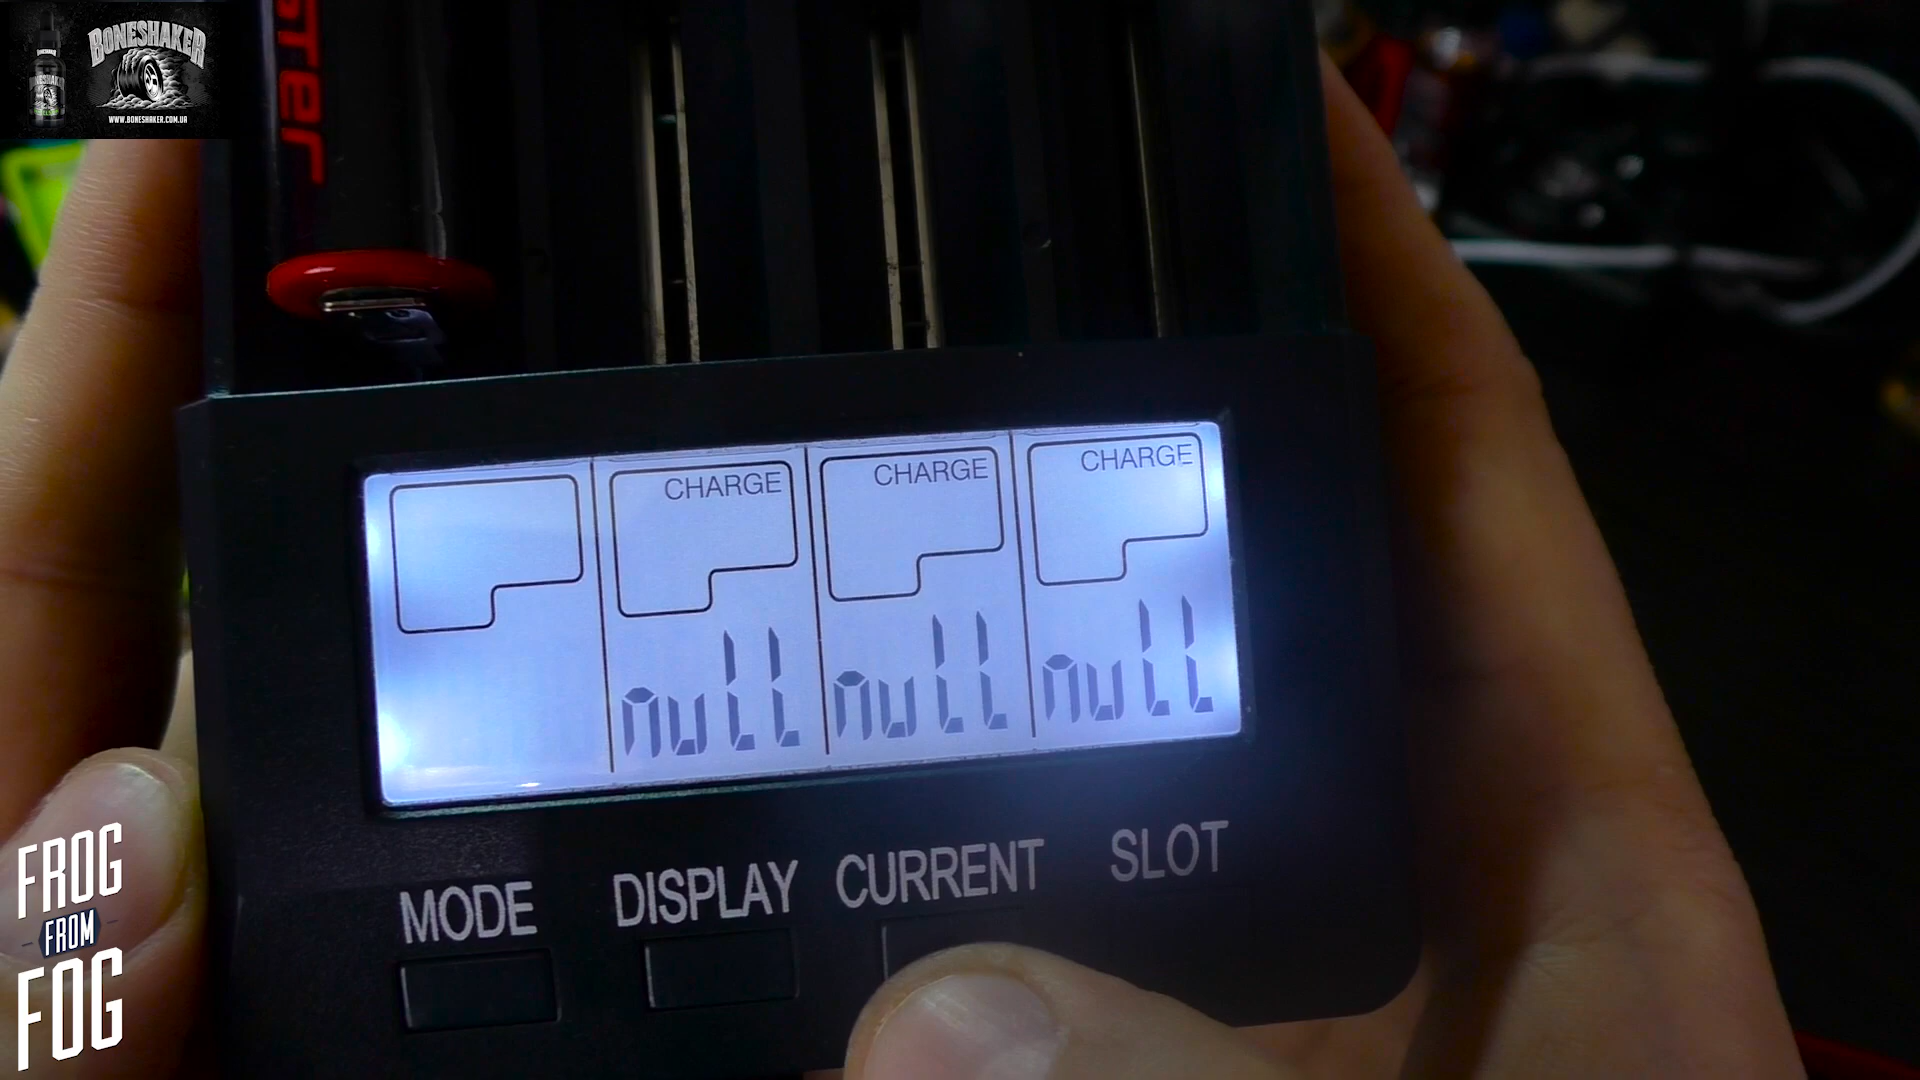 BONESHAKER
WWW.BONESHAKER.COM.UA
sTer
CHARGE CHARGE CHARGE
null null null
MODE DISPLAY CURRENT SLOT
FROG
FROM
FOG